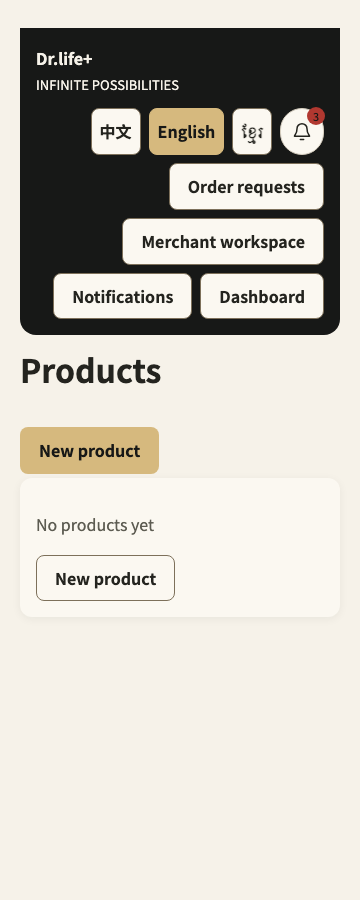 Dr.life+
INFINITE POSSIBILITIES
中文 English ខ្មែរ 3
Order requests
Merchant workspace
Notifications Dashboard
Products
New product
No products yet
New product